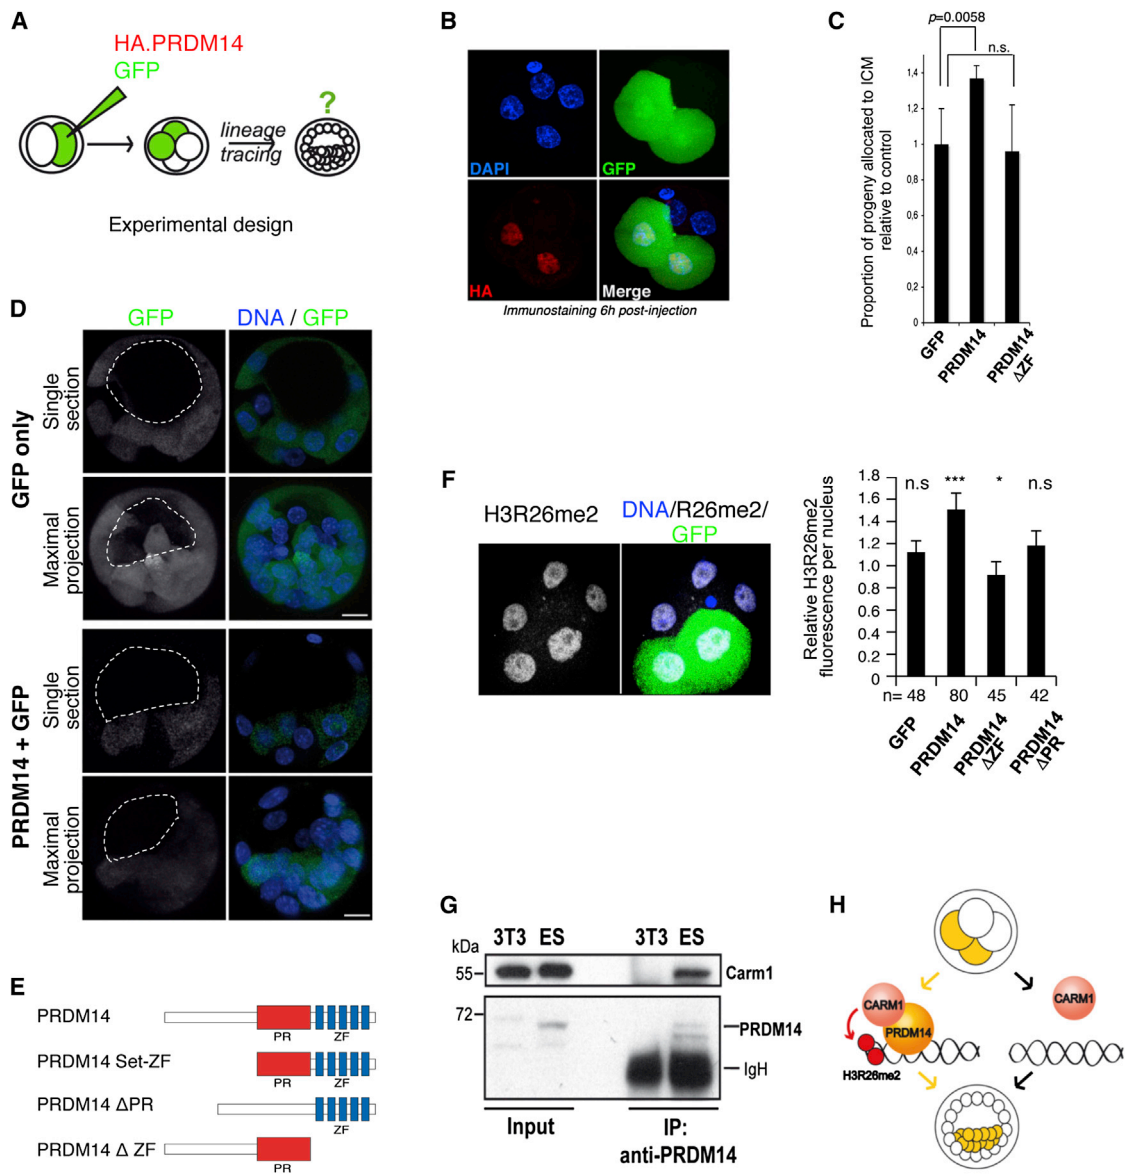 A
HA.PRDM14
GFP
lineage
tracing
?
Experimental design
B
DAPI
GFP
HA
Merge
Immunostaining 6h post-injection
C
p=0.0058
n.s.
Proportion of progeny allocated to ICM
relative to control
1,4
1,2
1
0,8
0,6
0,4
0,2
0
GFP
PRDM14
PRDM14
ΔZF
D
GFP
DNA / GFP
GFP only
Single
section
Maximal
projection
PRDM14 + GFP
Single
section
Maximal
projection
E
PRDM14
PR
ZF
PRDM14 Set-ZF
PR
ZF
PRDM14 ΔPR
ZF
PRDM14 Δ ZF
PR
F
H3R26me2
DNA/R26me2/
GFP
Relative H3R26me2
fluorescence per nucleus
1.8
1.6
1.4
1.2
1.0
0.8
0.6
0.4
0.2
0
n.s
***
*
n.s
n= 48
80
45
42
GFP
PRDM14
PRDM14
ΔZF
PRDM14
ΔPR
G
kDa
3T3 ES
3T3 ES
55
Carm1
72
PRDM14
IgH
Input
IP:
anti-PRDM14
H
CARM1
PRDM14
H3R26me2
CARM1